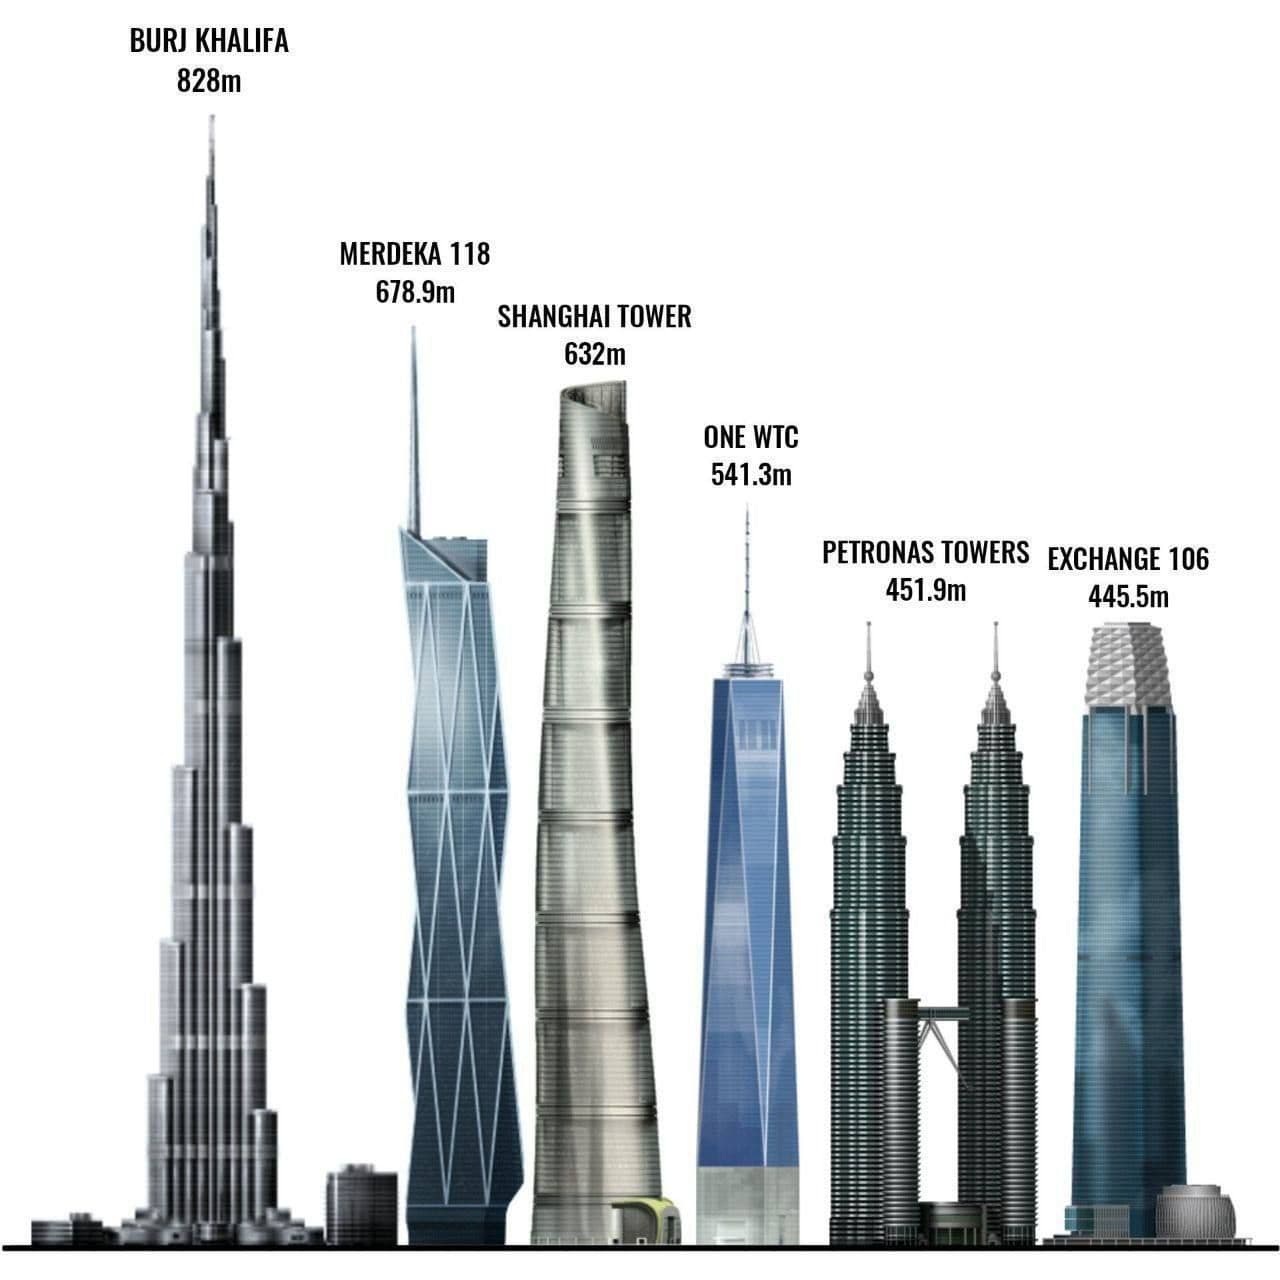 BURJ KHALIFA
828m
MERDEKA 118
678.9m
SHANGHAI TOWER
632m
ONE WTC
541.3m
PETRONAS TOWERS
451.9m
EXCHANGE 106
445.5m